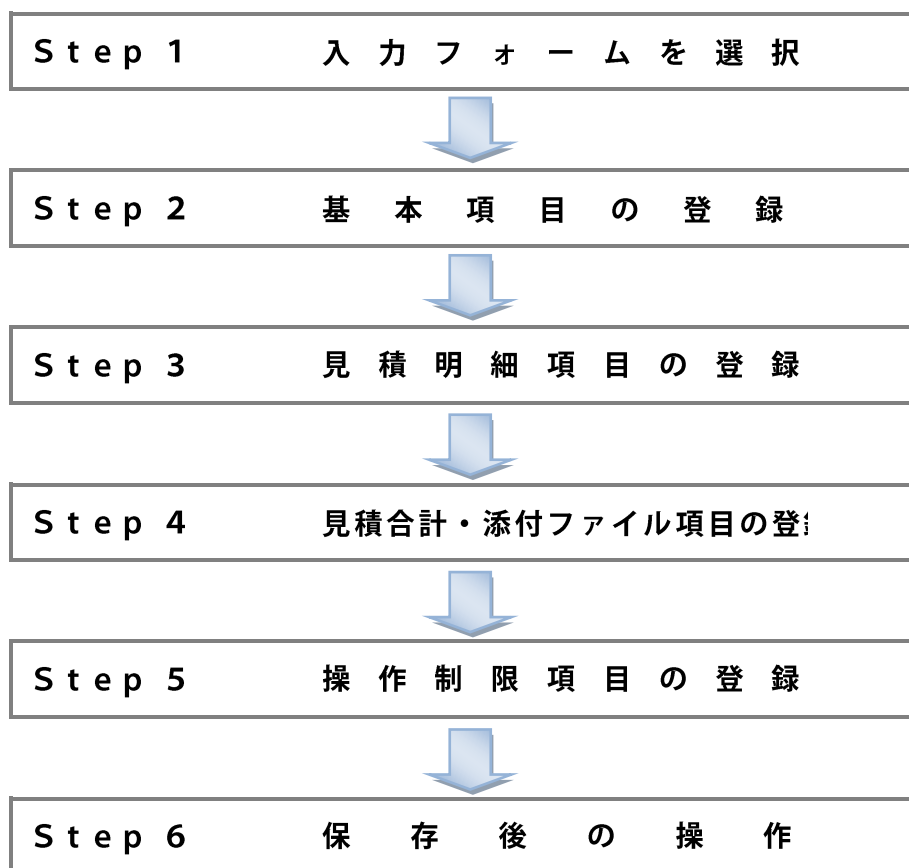 Step 1 入力フォームを選択
Step 2 基本項目の登録
Step 3 見積明細項目の登録
Step 4 見積合計・添付ファイル項目の登
Step 5 操作制限項目の登録
Step 6 保存後の操作